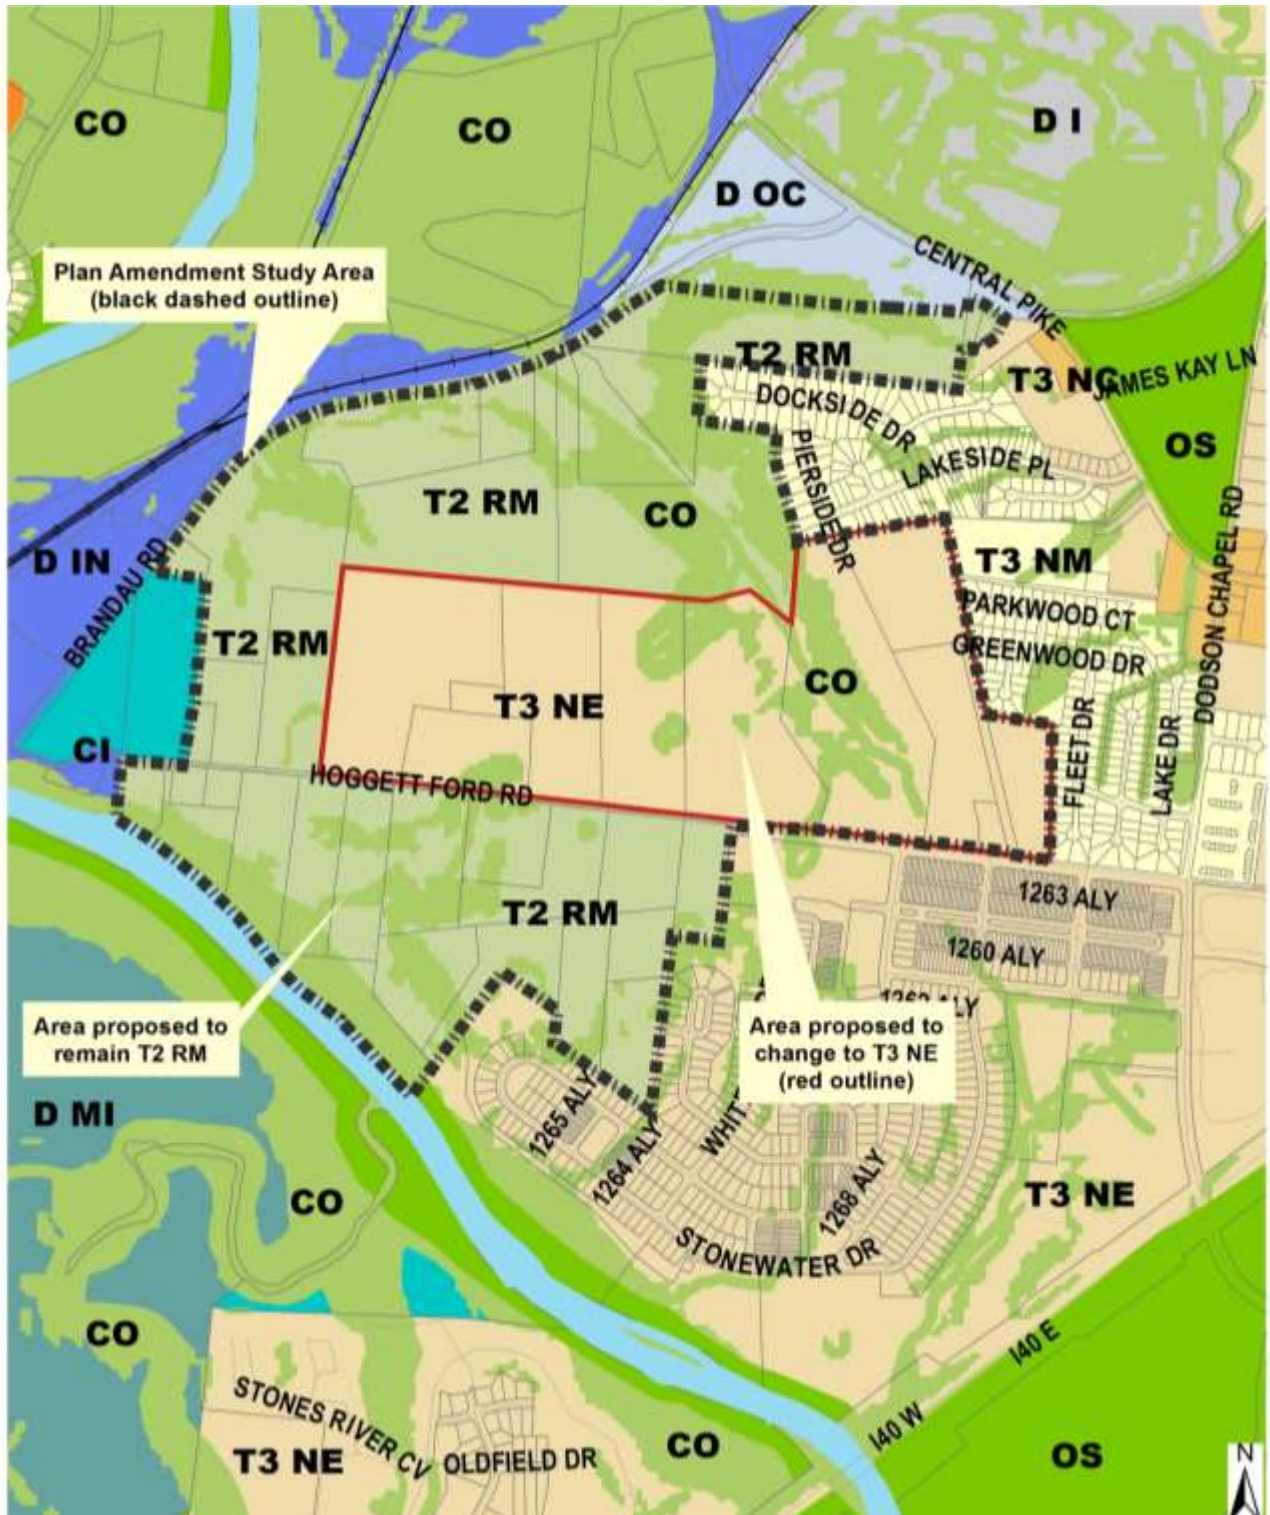 CO
CO
D I
D OC
CENTRAL PIKE
Plan Amendment Study Area
(black dashed outline)
T2 RM
T3 NC
JAMES KAY LN
DOCKSIDE DR
OS
PIERSIDE DR
LAKESIDE PL
T2 RM
CO
DODSON CHAPEL RD
D IN
BRANDAU RD
T3 NM
PARKWOOD CT
T2 RM
GREENWOOD DR
CO
T3 NE
FLEET DR
LAKE DR
CI
HOGGETT FORD RD
1263 ALY
T2 RM
1260 ALY
Area proposed to
remain T2 RM
Area proposed to
change to T3 NE
(red outline)
D MI
1265 ALY
1264 ALY
1268 ALY
CO
T3 NE
STONEWATER DR
CO
I40 E
STONES RIVER CV
I40 W
T3 NE
OLDFIELD DR
CO
OS
N